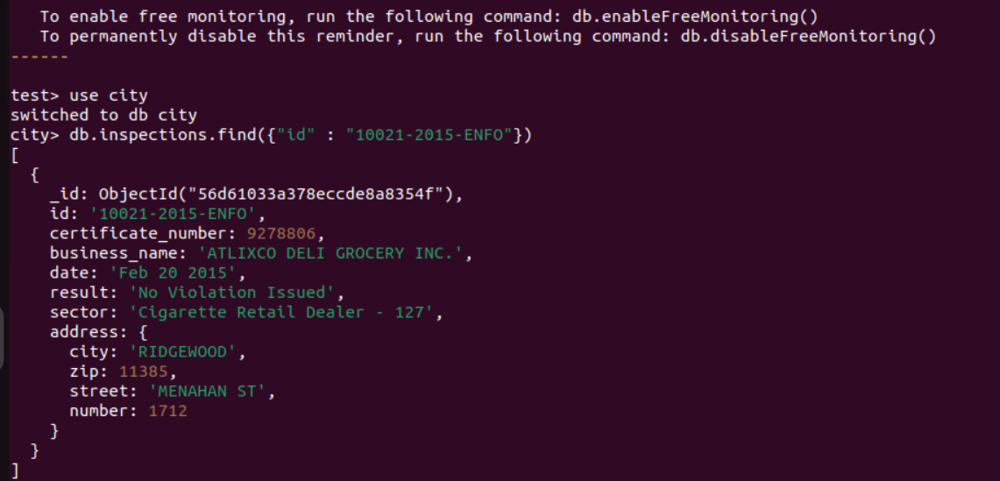 To enable free monitoring, run the following command: db.enableFreeMonitoring()
To permanently disable this reminder, run the following command: db.disableFreeMonitoring()
------
test> use city
switched to db city
city> db.inspections.find({"id" : "10021-2015-ENFO"})
[
  {
    _id: ObjectId("56d61033a378eccde8a8354f"),
    id: '10021-2015-ENFO',
    certificate_number: 9278806,
    business_name: 'ATLIXCO DELI GROCERY INC.',
    date: 'Feb 20 2015',
    result: 'No Violation Issued',
    sector: 'Cigarette Retail Dealer - 127',
    address: {
      city: 'RIDGEWOOD',
      zip: 11385,
      street: 'MENAHAN ST',
      number: 1712
    }
  }
]